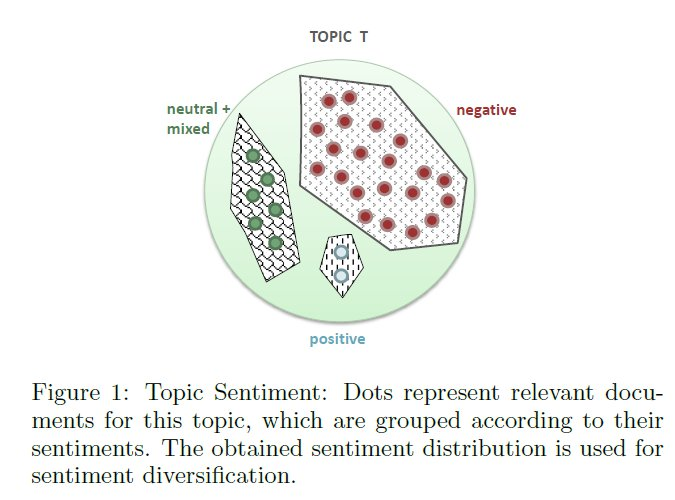 TOPIC T
neutral +
mixed
negative
positive
Figure 1: Topic Sentiment: Dots represent relevant docu-
ments for this topic, which are grouped according to their
sentiments. The obtained sentiment distribution is used for
sentiment diversification.